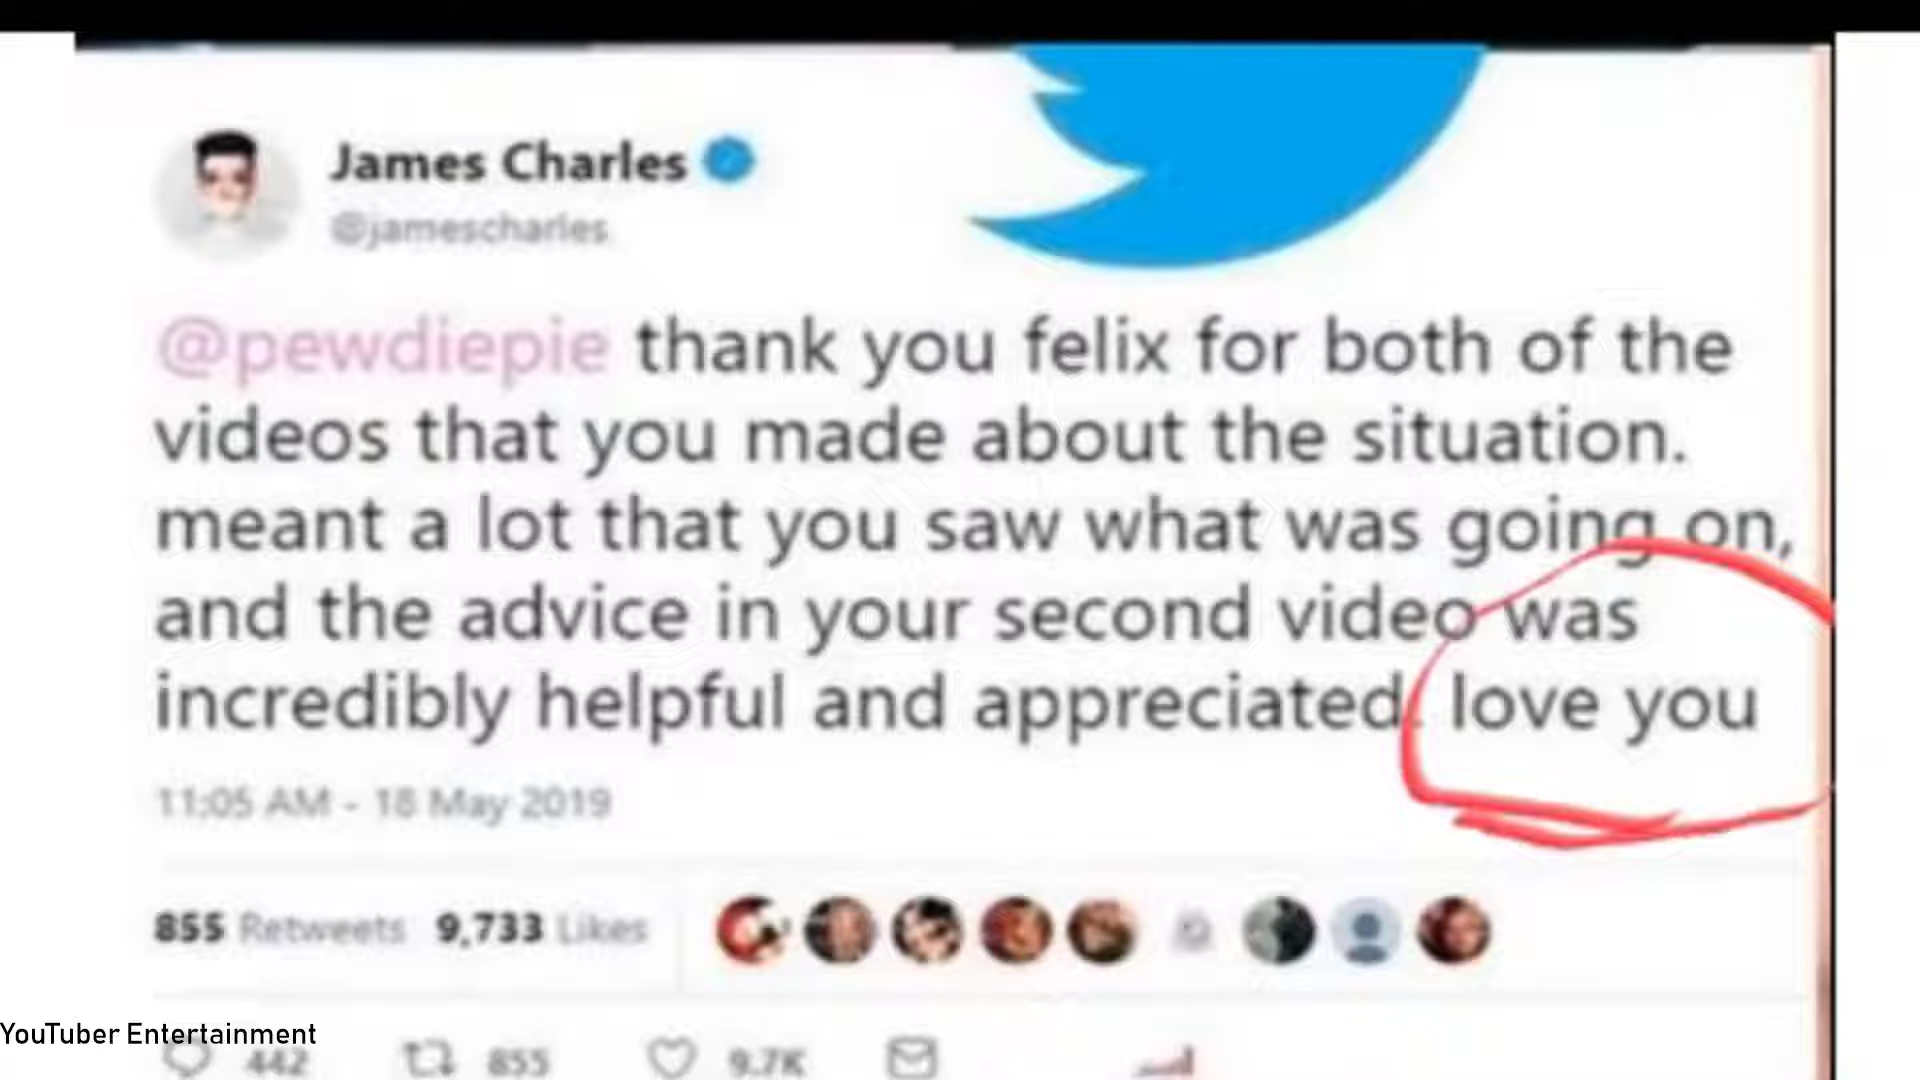 James Charles
@jamescharles
@pewdiepie thank you felix for both of the
videos that you made about the situation.
meant a lot that you saw what was going on,
and the advice in your second video was
incredibly helpful and appreciated. love you
11:05 AM - 18 May 2019
855 Retweets 9,733 Likes
442 855 9.7K
YouTuber Entertainment